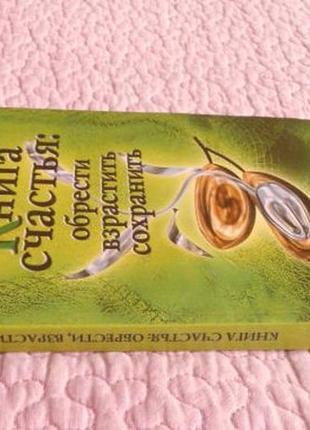 Книга
счастья:
обрести
взрастить
сохранить
КНИГА СЧАСТЬЯ: ОБРЕСТИ, ВЗРАСТИ